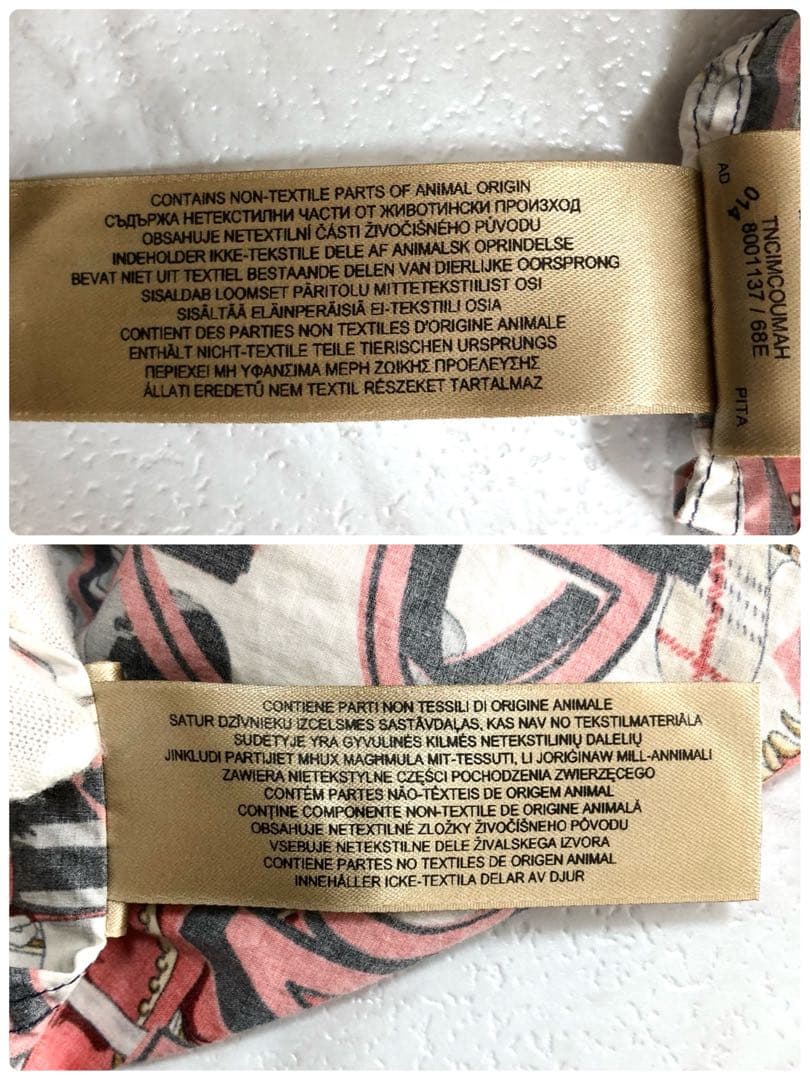 CONTAINS NON-TEXTILE PARTS OF ANIMAL ORIGIN
СЪДЪРЖА НЕТЕКСТИЛНИ ЧАСТИ ОТ ЖИВОТИНСКИ ПРОИЗХОД
OBSAHUJE NETEXTILNÍ ČÁSTI ŽIVOČIŠNÉHO PŮVODU
INDEHOLDER IKKE-TEKSTILE DELE AF ANIMALSK OPRINDELSE
BEVAT NIET UIT TEXTIEL BESTAANDE DELEN VAN DIERLIJKE OORSPRONG
SISALDAB LOOMSET PÄRITOLU MITTETEKSTIILIST OSI
SISÄLTÄÄ ELÄINPERÄISIÄ EI-TEKSTIILI OSIA
CONTIENT DES PARTIES NON TEXTILES D'ORIGINE ANIMALE
ENTHÄLT NICHT-TEXTILE TEILE TIERISCHEN URSPRUNGS
ΠΕΡΙΕΧΕΙ ΜΗ ΥΦΑΝΣΙΜΑ ΜΕΡΗ ΖΩΙΚΗΣ ΠΡΟΕΛΕΥΣΗΣ
ÁLLATI EREDETŰ NEM TEXTIL RÉSZEKET TARTALMAZ
TNCIMCOUMAH
8001137 / 68E
AD
PITA
CONTIENE PARTI NON TESSILI DI ORIGINE ANIMALE
SATUR DZĪVNIEKU IZCELSMES SASTĀVDAĻAS, KAS NAV NO TEKSTILMATERIĀLA
SUDĖTYJE YRA GYVULINĖS KILMĖS NETEKSTILINIŲ DALELIŲ
JINKLUDI PARTIJIET MHUX MAGHMULA MIT-TESSUTI, LI JORIĠINAW MILL-ANNIMALI
ZAWIERA NIETEKSTYLNE CZĘŚCI POCHODZENIA ZWIERZĘCEGO
CONTÉM PARTES NÃO-TÊXTEIS DE ORIGEM ANIMAL
CONȚINE COMPONENTE NON-TEXTILE DE ORIGINE ANIMALĂ
OBSAHUJE NETEXTILNÉ ZLOŽKY ŽIVOČÍŠNEHO PÔVODU
VSEBUJE NETEKSTILNE DELE ŽIVALSKEGA IZVORA
CONTIENE PARTES NO TEXTILES DE ORIGEN ANIMAL
INNEHÅLLER ICKE-TEXTILA DELAR AV DJUR